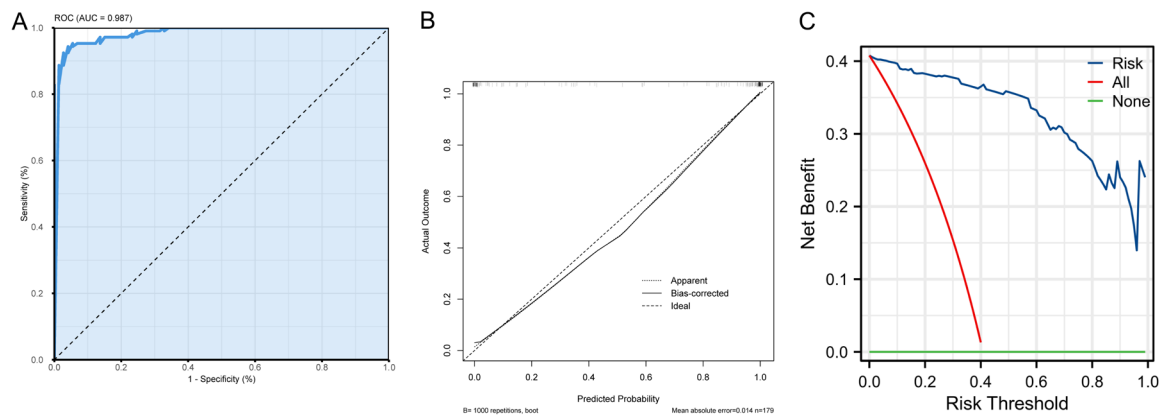 A
ROC (AUC = 0.987)
1.0
0.8
0.6
0.4
0.2
0.0
0.0 0.2 0.4 0.6 0.8 1.0
Sensitivity (%)
1 - Specificity (%)
B
1.0
0.8
0.6
0.4
0.2
0.0
Actual Outcome
Apparent
Bias-corrected
Ideal
0.0 0.2 0.4 0.6 0.8 1.0
Predicted Probability
B= 1000 repetitions, boot
Mean absolute error=0.014 n=179
C
Risk
All
None
0.4
0.3
0.2
0.1
0.0
Net Benefit
0.0 0.2 0.4 0.6 0.8 1.0
Risk Threshold